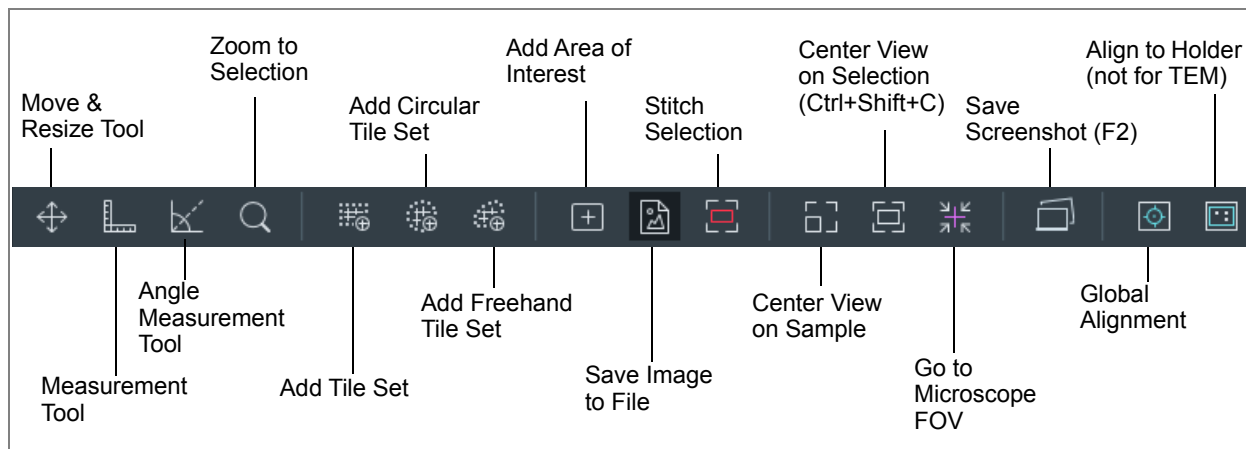 Move &
Resize Tool
Zoom to
Selection
Add Circular
Tile Set
Add Area of
Interest
Stitch
Selection
Center View
on Selection
(Ctrl+Shift+C)
Save
Screenshot (F2)
Align to Holder
(not for TEM)
Measurement
Tool
Angle
Measurement
Tool
Add Tile Set
Add Freehand
Tile Set
Save Image
to File
Center View
on Sample
Go to
Microscope
FOV
Global
Alignment